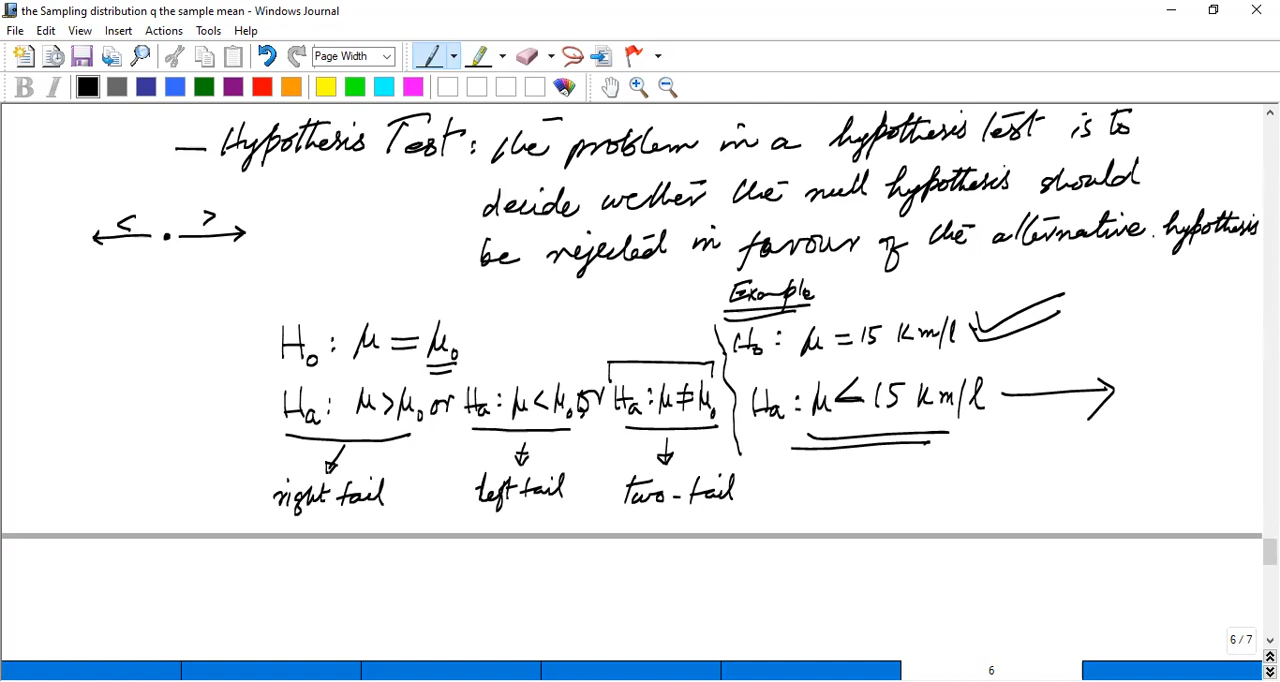 the Sampling distribution q the sample mean - Windows Journal
File Edit View Insert Actions Tools Help
Page Width
B I
— Hypothesis Test: the problem in a hypothesis test is to
decide wether the null hypothesis should
be rejected in favour of the alternative. hypothesis
< • >
Example
H₀ : μ = μ₀
H₀ : μ = 15 Km/l
Hₐ : μ > μ₀ or Hₐ : μ < μ₀ or Hₐ : μ ≠ μ₀
Hₐ : μ < 15 Km/l
right tail left tail two-tail
6 / 7
6